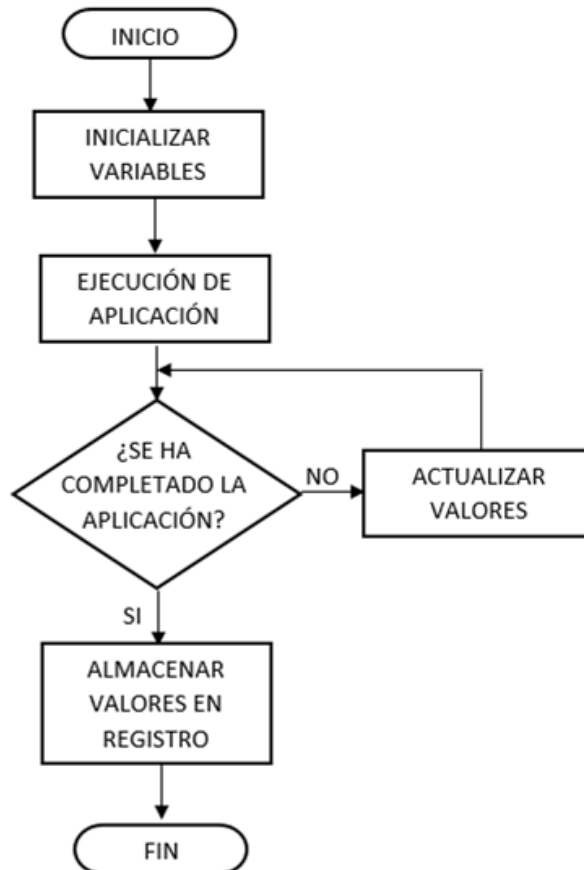 INICIO
INICIALIZAR
VARIABLES
EJECUCIÓN DE
APLICACIÓN
¿SE HA
COMPLETADO LA
APLICACIÓN?
NO
ACTUALIZAR
VALORES
SI
ALMACENAR
VALORES EN
REGISTRO
FIN